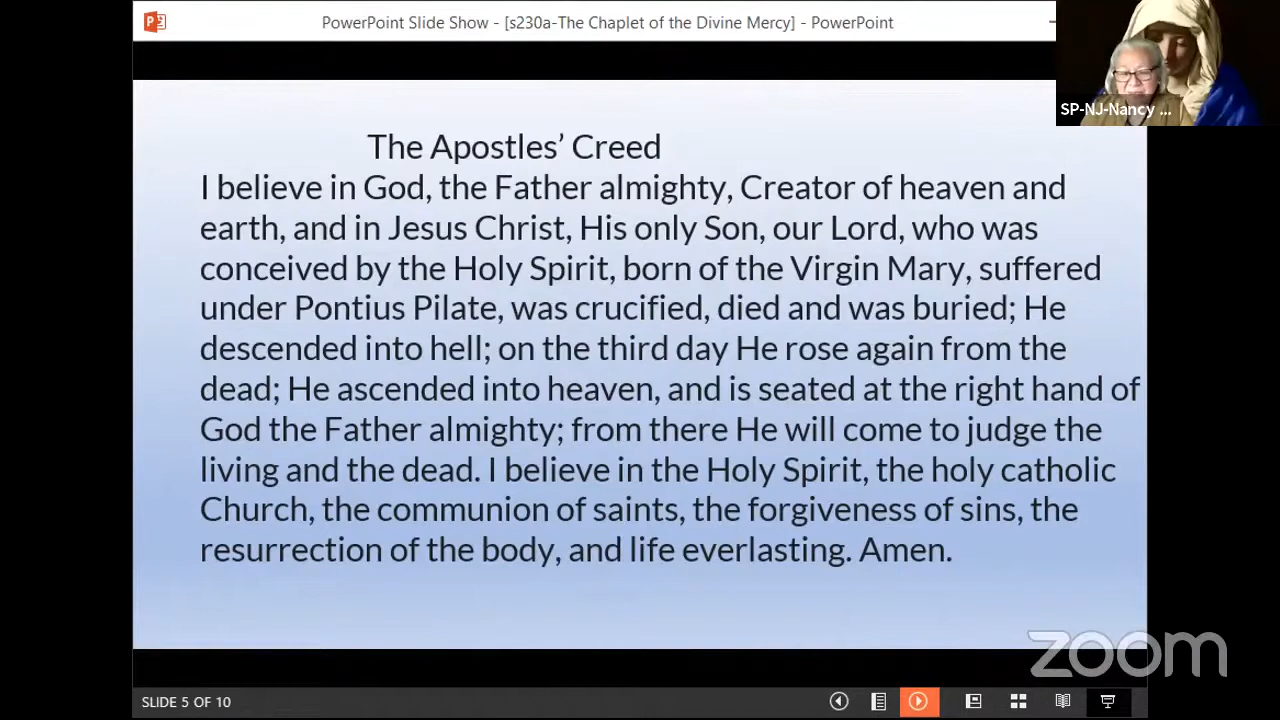 PowerPoint Slide Show - [s230a-The Chaplet of the Divine Mercy] - PowerPoint
SP-NJ-Nancy ...
The Apostles’ Creed
I believe in God, the Father almighty, Creator of heaven and
earth, and in Jesus Christ, His only Son, our Lord, who was
conceived by the Holy Spirit, born of the Virgin Mary, suffered
under Pontius Pilate, was crucified, died and was buried; He
descended into hell; on the third day He rose again from the
dead; He ascended into heaven, and is seated at the right hand of
God the Father almighty; from there He will come to judge the
living and the dead. I believe in the Holy Spirit, the holy catholic
Church, the communion of saints, the forgiveness of sins, the
resurrection of the body, and life everlasting. Amen.
zoom
SLIDE 5 OF 10